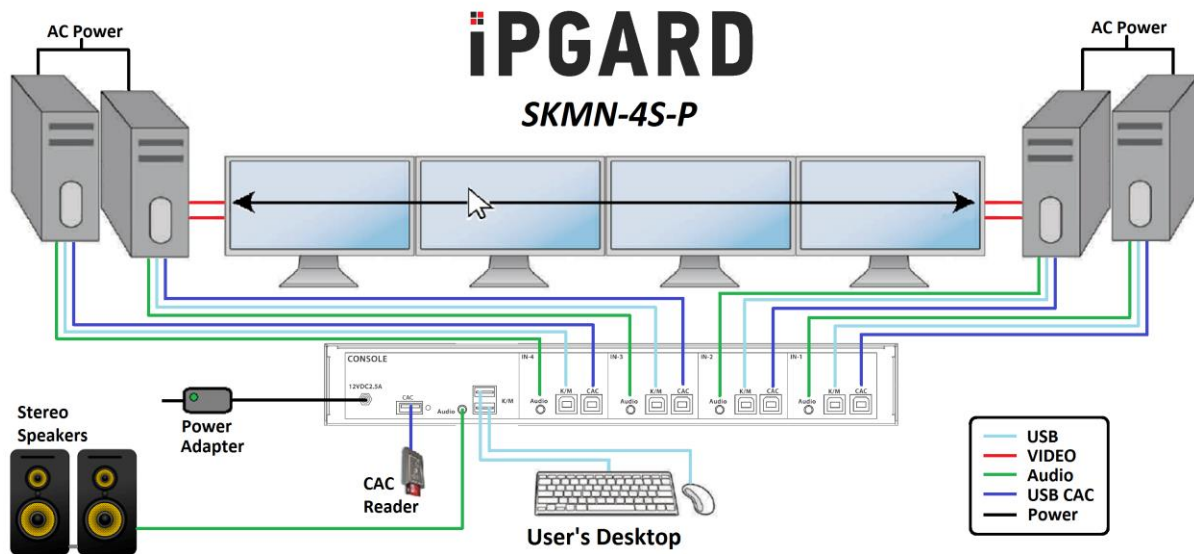 AC Power
iPGARD
AC Power
SKMN-4S-P
CONSOLE
IN-4
IN-3
IN-2
IN-1
12VDC2.5A
CAC
Audio
K/M
Audio
K/M
CAC
Audio
K/M
CAC
Audio
K/M
CAC
Audio
K/M
CAC
Stereo
Speakers
Power
Adapter
CAC
Reader
User's Desktop
USB
VIDEO
Audio
USB CAC
Power